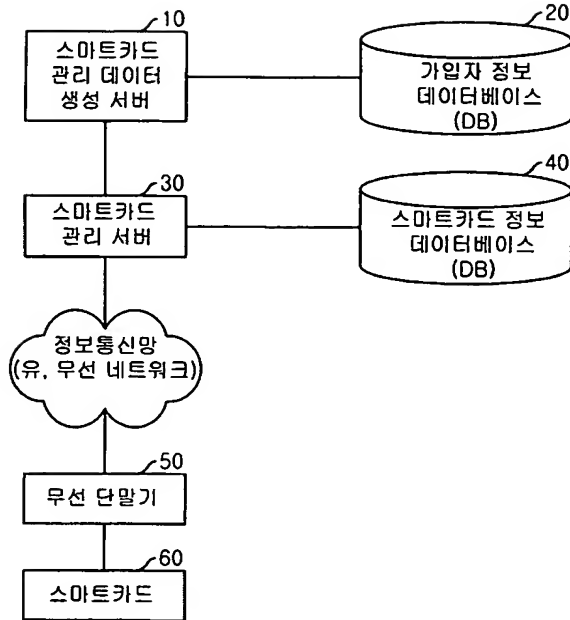 10
스마트카드
관리 데이터
생성 서버
20
가입자 정보
데이터베이스
(DB)
30
스마트카드
관리 서버
40
스마트카드 정보
데이터베이스
(DB)
정보통신망
(유, 무선 네트워크)
50
무선 단말기
60
스마트카드